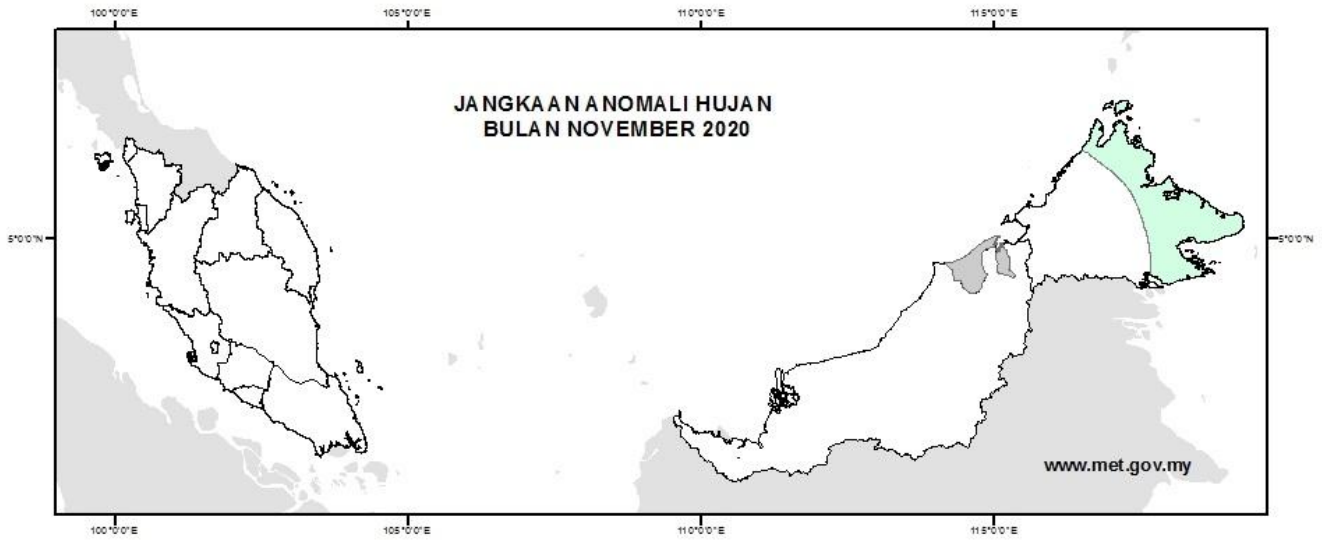 100°0'0"E 105°0'0"E 110°0'0"E 115°0'0"E
JANGKAAN ANOMALI HUJAN
BULAN NOVEMBER 2020
5°0'0"N 5°0'0"N
www.met.gov.my
100°0'0"E 105°0'0"E 110°0'0"E 115°0'0"E